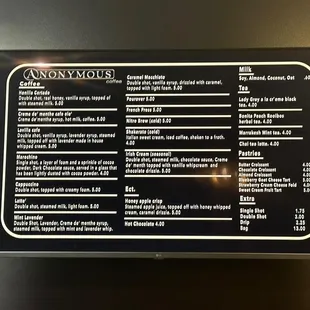 ANONYMOUS
coffee
Coffee
Vanilla Cortado
Double shot, real honey, vanilla syrup, topped of
with steamed milk. 5.00
Creme de' menthe cafe ole'
Creme de'menthe syrup, hot milk, coffee. 5.00
Lavilla cafe
Double shot, vanilla syrup, lavender syrup, steamed
milk, topped off with lavender made in house
whipped cream. 5.00
Marochino
Single shot, a layer of foam and a sprinkle of cocoa
powder, Dark chocolate sauce, served in a glass that
has been lightly dusted with cocoa powder. 4.00
Cappuccino
Double shot, topped with creamy foam. 5.00
Latte'
Double shot, steamed milk, topped with light foam. 5.00
Mint Lavender
Double Shot, Lavender syrup, Creme de' menthe syrup,
steamed milk, topped with mint and lavender whip.
Caramel Macchiato
Double shot, vanilla syrup, drizzled with caramel,
topped with light foam. 5.00
Pourover 5.00
French Press 5.00
Nitro Brew (cold) 5.00
Shakerato (cold)
Italian sweet cream, iced coffee, shaken to a froth.
4.00
Irish Cream (seasonal)
Double shot, steamed milk, chocolate sauce, Creme
de' menth topped with vanilla whipcream and
chocolate drizzle. 5.00
Ect.
Honey apple crisp
Steamed apple juice, topped off with honey whipped
cream, caramel drizzle. 5.00
Hot Chocolate 4.00
Milk
Soy, Almond, Coconut, Oat .60
Tea
Lady Grey a la creme black
tea. 4.00
Bonita Peach Rooibos
herbal tea. 4.00
Marrakesh Mint tea. 4.00
Chai tea latte. 4.00
Pastries
Butter Croissant 4.00
Chocolate Croissant 4.00
Almond Croissant 4.00
Blueberry Goat Cheese Tart 5.00
Strawberry Cream Cheese Fold 4.00
Sweet Cream Tart 5.00
Extra
Single Shot 1.75
Double Shot 3.00
Drip 2.25
Bag 13.00